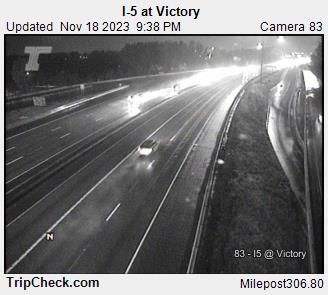 I-5 at Victory
Updated Nov 18 2023 9:38 PM Camera 83
T
N
83 - I5 @ Victory
TripCheck.com Milepost306.80